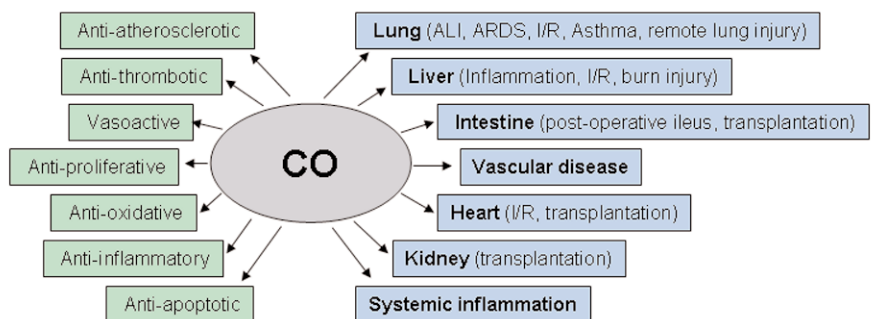 Anti-atherosclerotic
Lung (ALI, ARDS, I/R, Asthma, remote lung injury)
Anti-thrombotic
Liver (Inflammation, I/R, burn injury)
Vasoactive
Intestine (post-operative ileus, transplantation)
Anti-proliferative
CO
Vascular disease
Anti-oxidative
Heart (I/R, transplantation)
Anti-inflammatory
Kidney (transplantation)
Anti-apoptotic
Systemic inflammation